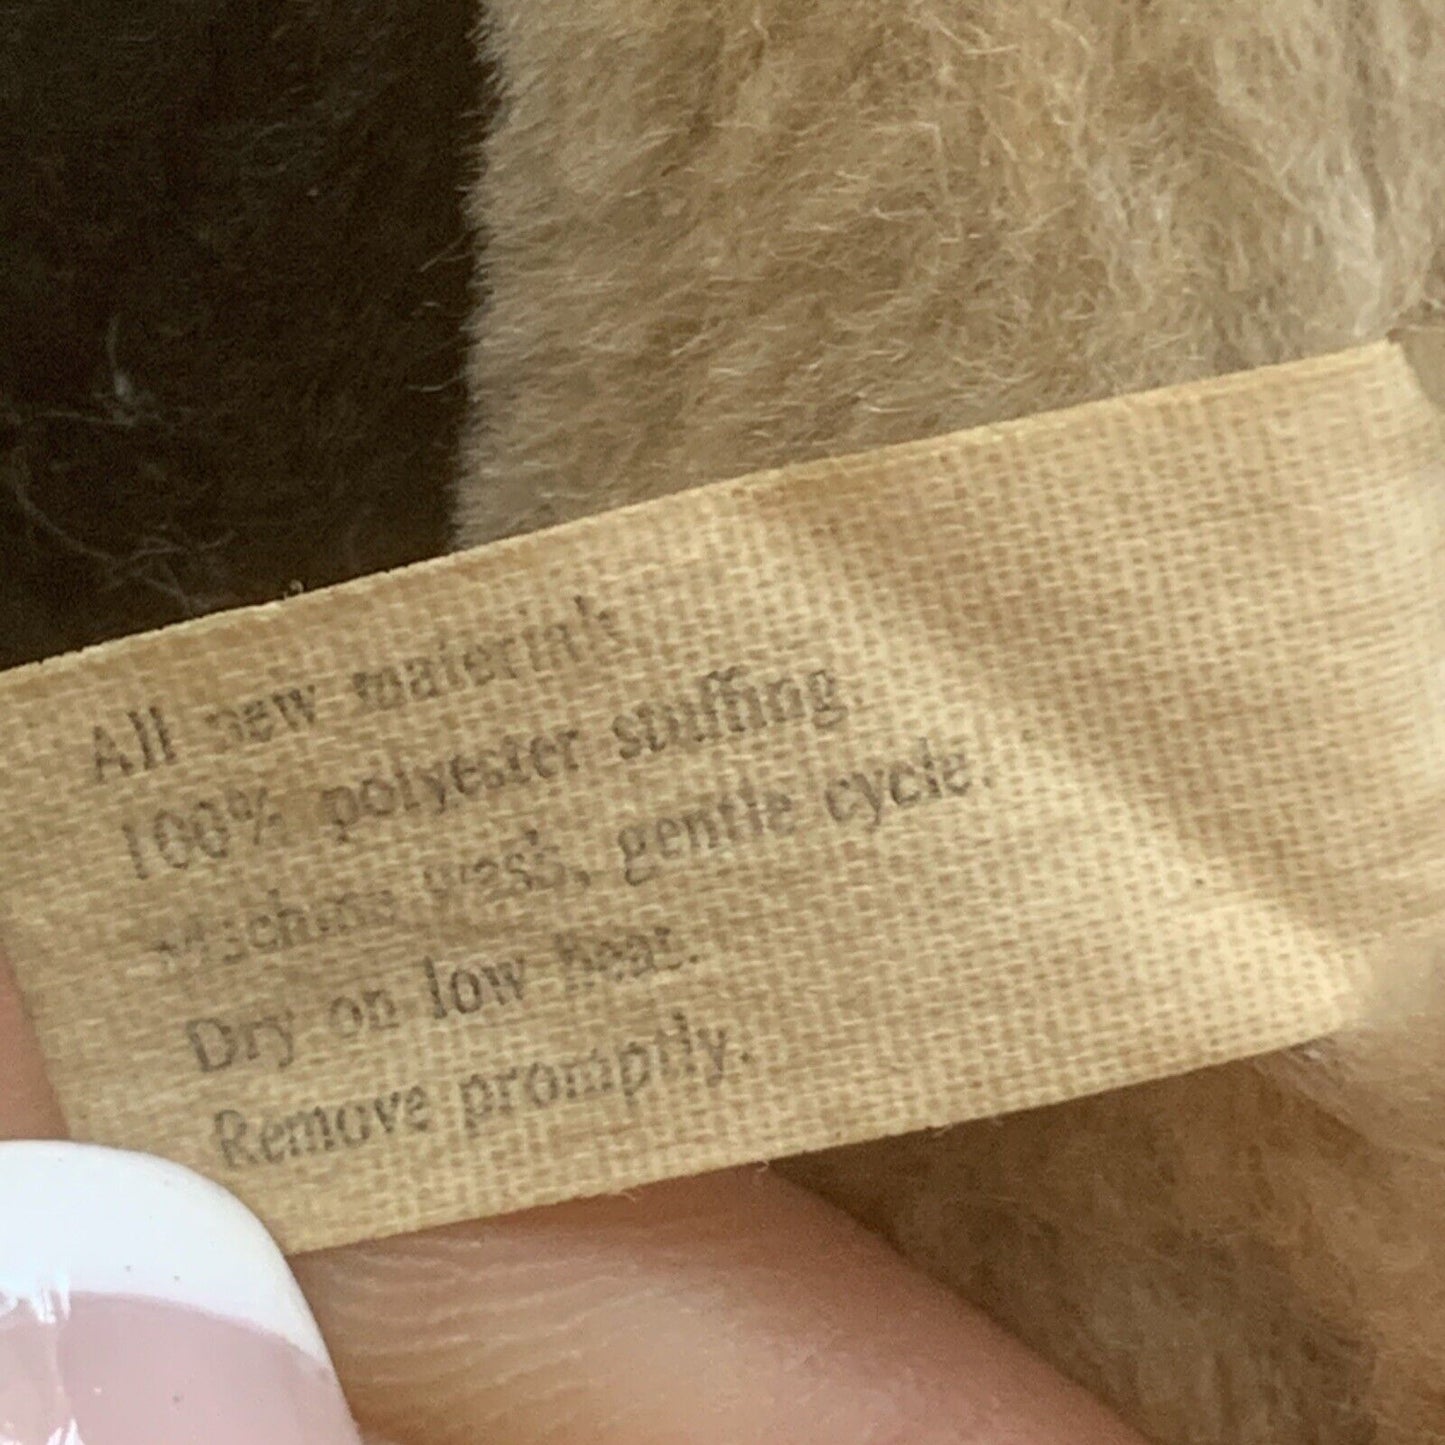 All new materials
100% polyester stuffing.
Machine wash, gentle cycle.
Dry on low heat.
Remove promptly.